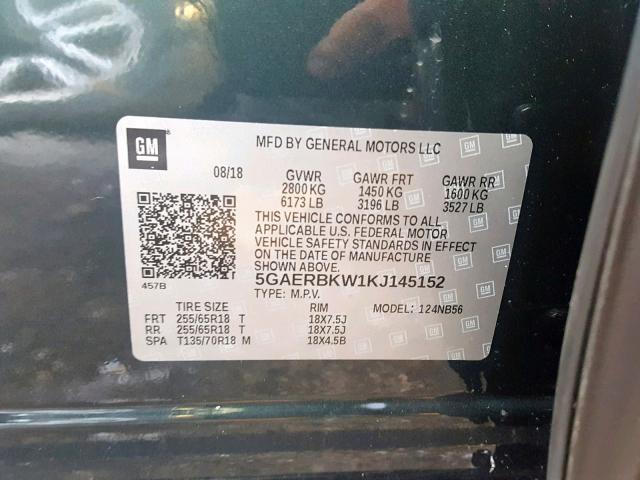 GM
MFD BY GENERAL MOTORS LLC
08/18 GVWR GAWR FRT GAWR RR
2800 KG 1450 KG 1600 KG
6173 LB 3196 LB 3527 LB
THIS VEHICLE CONFORMS TO ALL
APPLICABLE U.S. FEDERAL MOTOR
VEHICLE SAFETY STANDARDS IN EFFECT
ON THE DATE OF MANUFACTURE
SHOWN ABOVE.
457B 5GAERBKW1KJ145152
TYPE: M.P.V. MODEL: 124NB56
TIRE SIZE RIM
FRT 255/65R18 T 18X7.5J
RR 255/65R18 T 18X7.5J
SPA T135/70R18 M 18X4.5B